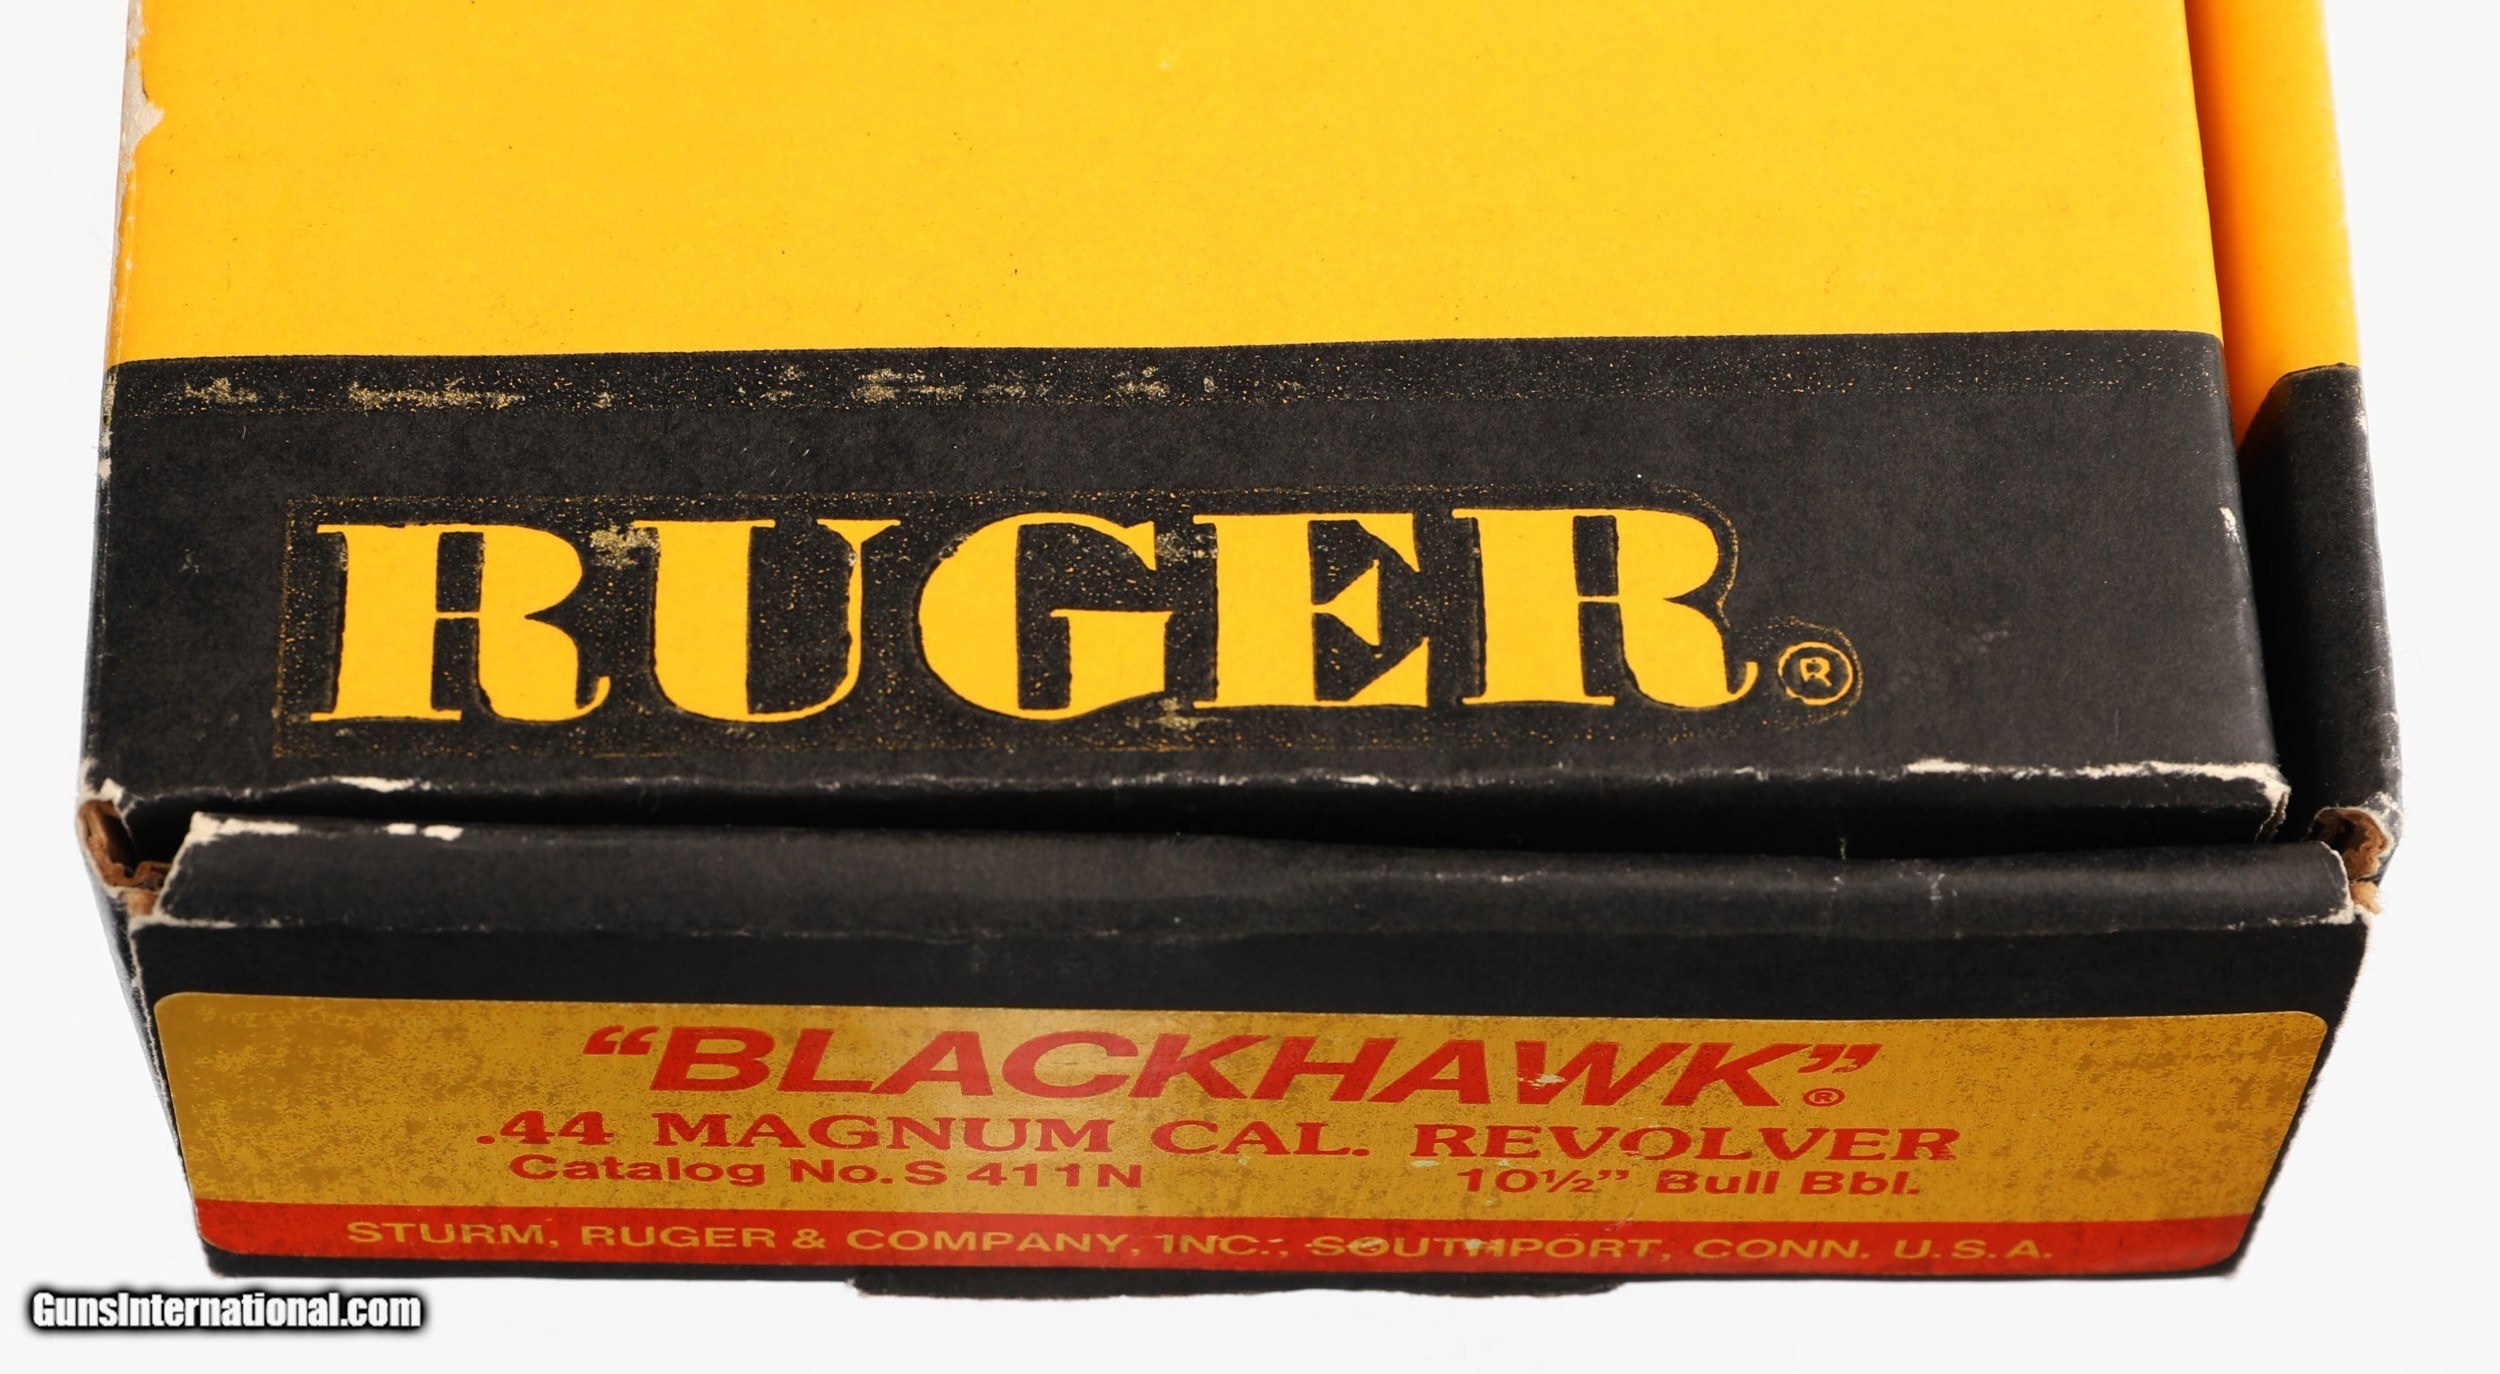 RUGER®
"BLACKHAWK"®
.44 MAGNUM CAL. REVOLVER
Catalog No. S 411N 10½" Bull Bbl.
STURM, RUGER & COMPANY, INC., SOUTHPORT, CONN. U.S.A.
GunsInternational.com